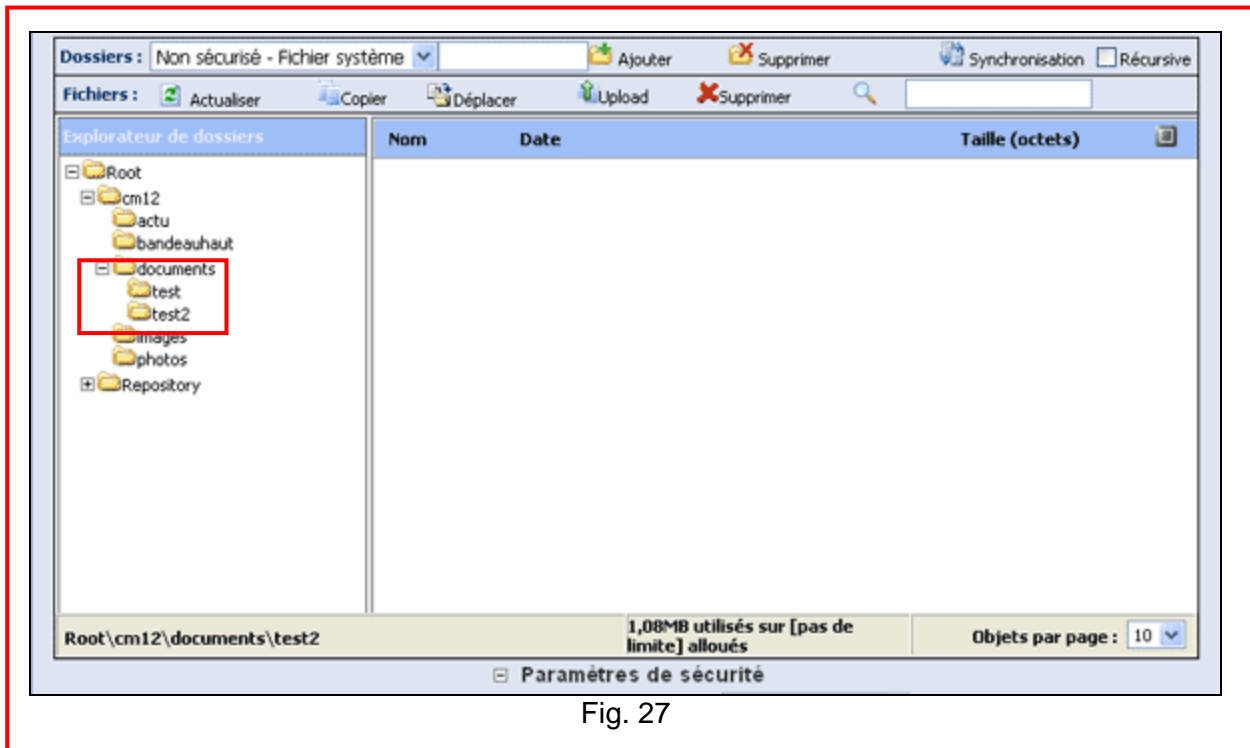 Dossiers : Non sécurisé - Fichier système Ajouter Supprimer Synchronisation Récursive
Fichiers : Actualiser Copier Déplacer Upload Supprimer
Explorateur de dossiers Nom Date Taille (octets)
Root
cm12
actu
bandeauhaut
documents
test
test2
images
photos
Repository
Root\cm12\documents\test2 1,08MB utilisés sur [pas de limite] alloués Objets par page : 10
Paramètres de sécurité
Fig. 27